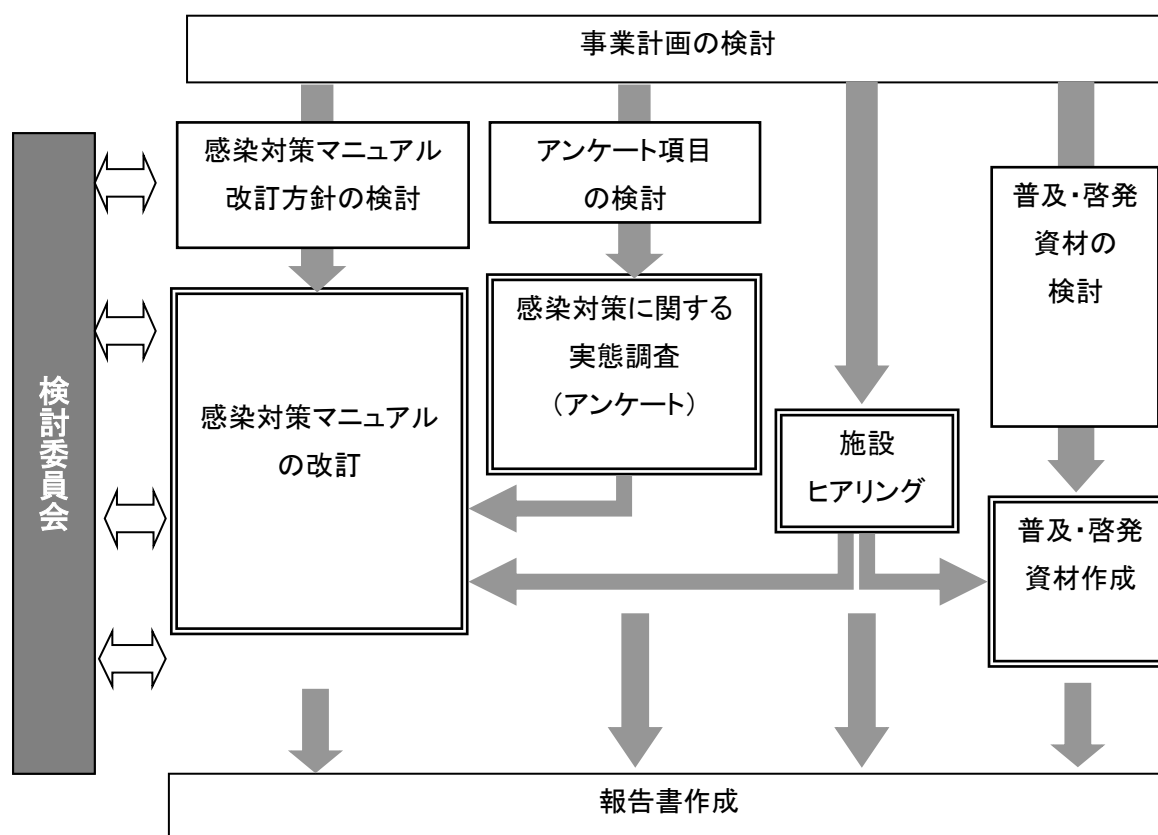 事業計画の検討
感染対策マニュアル
改訂方針の検討
アンケート項目
の検討
普及・啓発
資材の
検討
検討委員会
感染対策マニュアル
の改訂
感染対策に関する
実態調査
（アンケート）
施設
ヒアリング
普及・啓発
資材作成
報告書作成